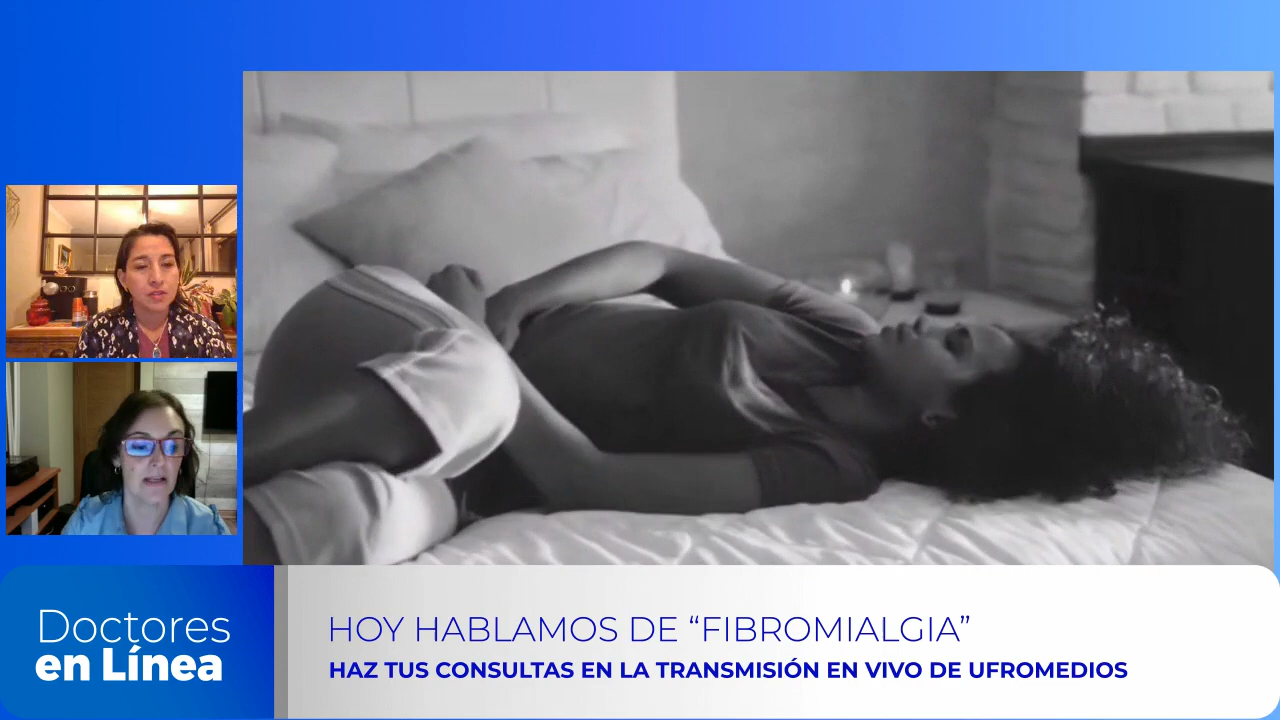 Doctores
en Línea
HOY HABLAMOS DE “FIBROMIALGIA”
HAZ TUS CONSULTAS EN LA TRANSMISIÓN EN VIVO DE UFROMEDIOS